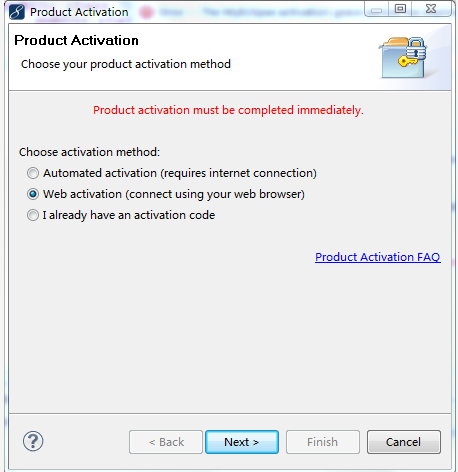 Product Activation
Product Activation
Choose your product activation method
Product activation must be completed immediately.
Choose activation method:
Automated activation (requires internet connection)
Web activation (connect using your web browser)
I already have an activation code
Product Activation FAQ
?
< Back
Next >
Finish
Cancel